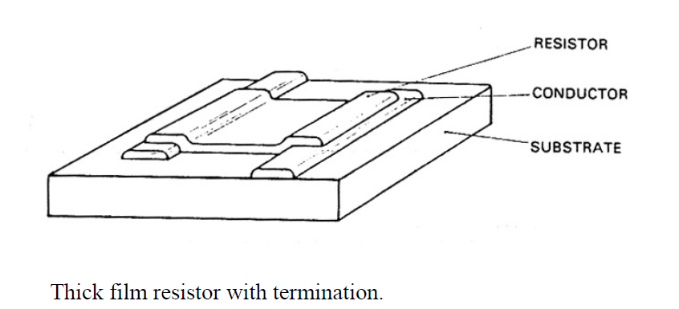 RESISTOR
CONDUCTOR
SUBSTRATE
Thick film resistor with termination.